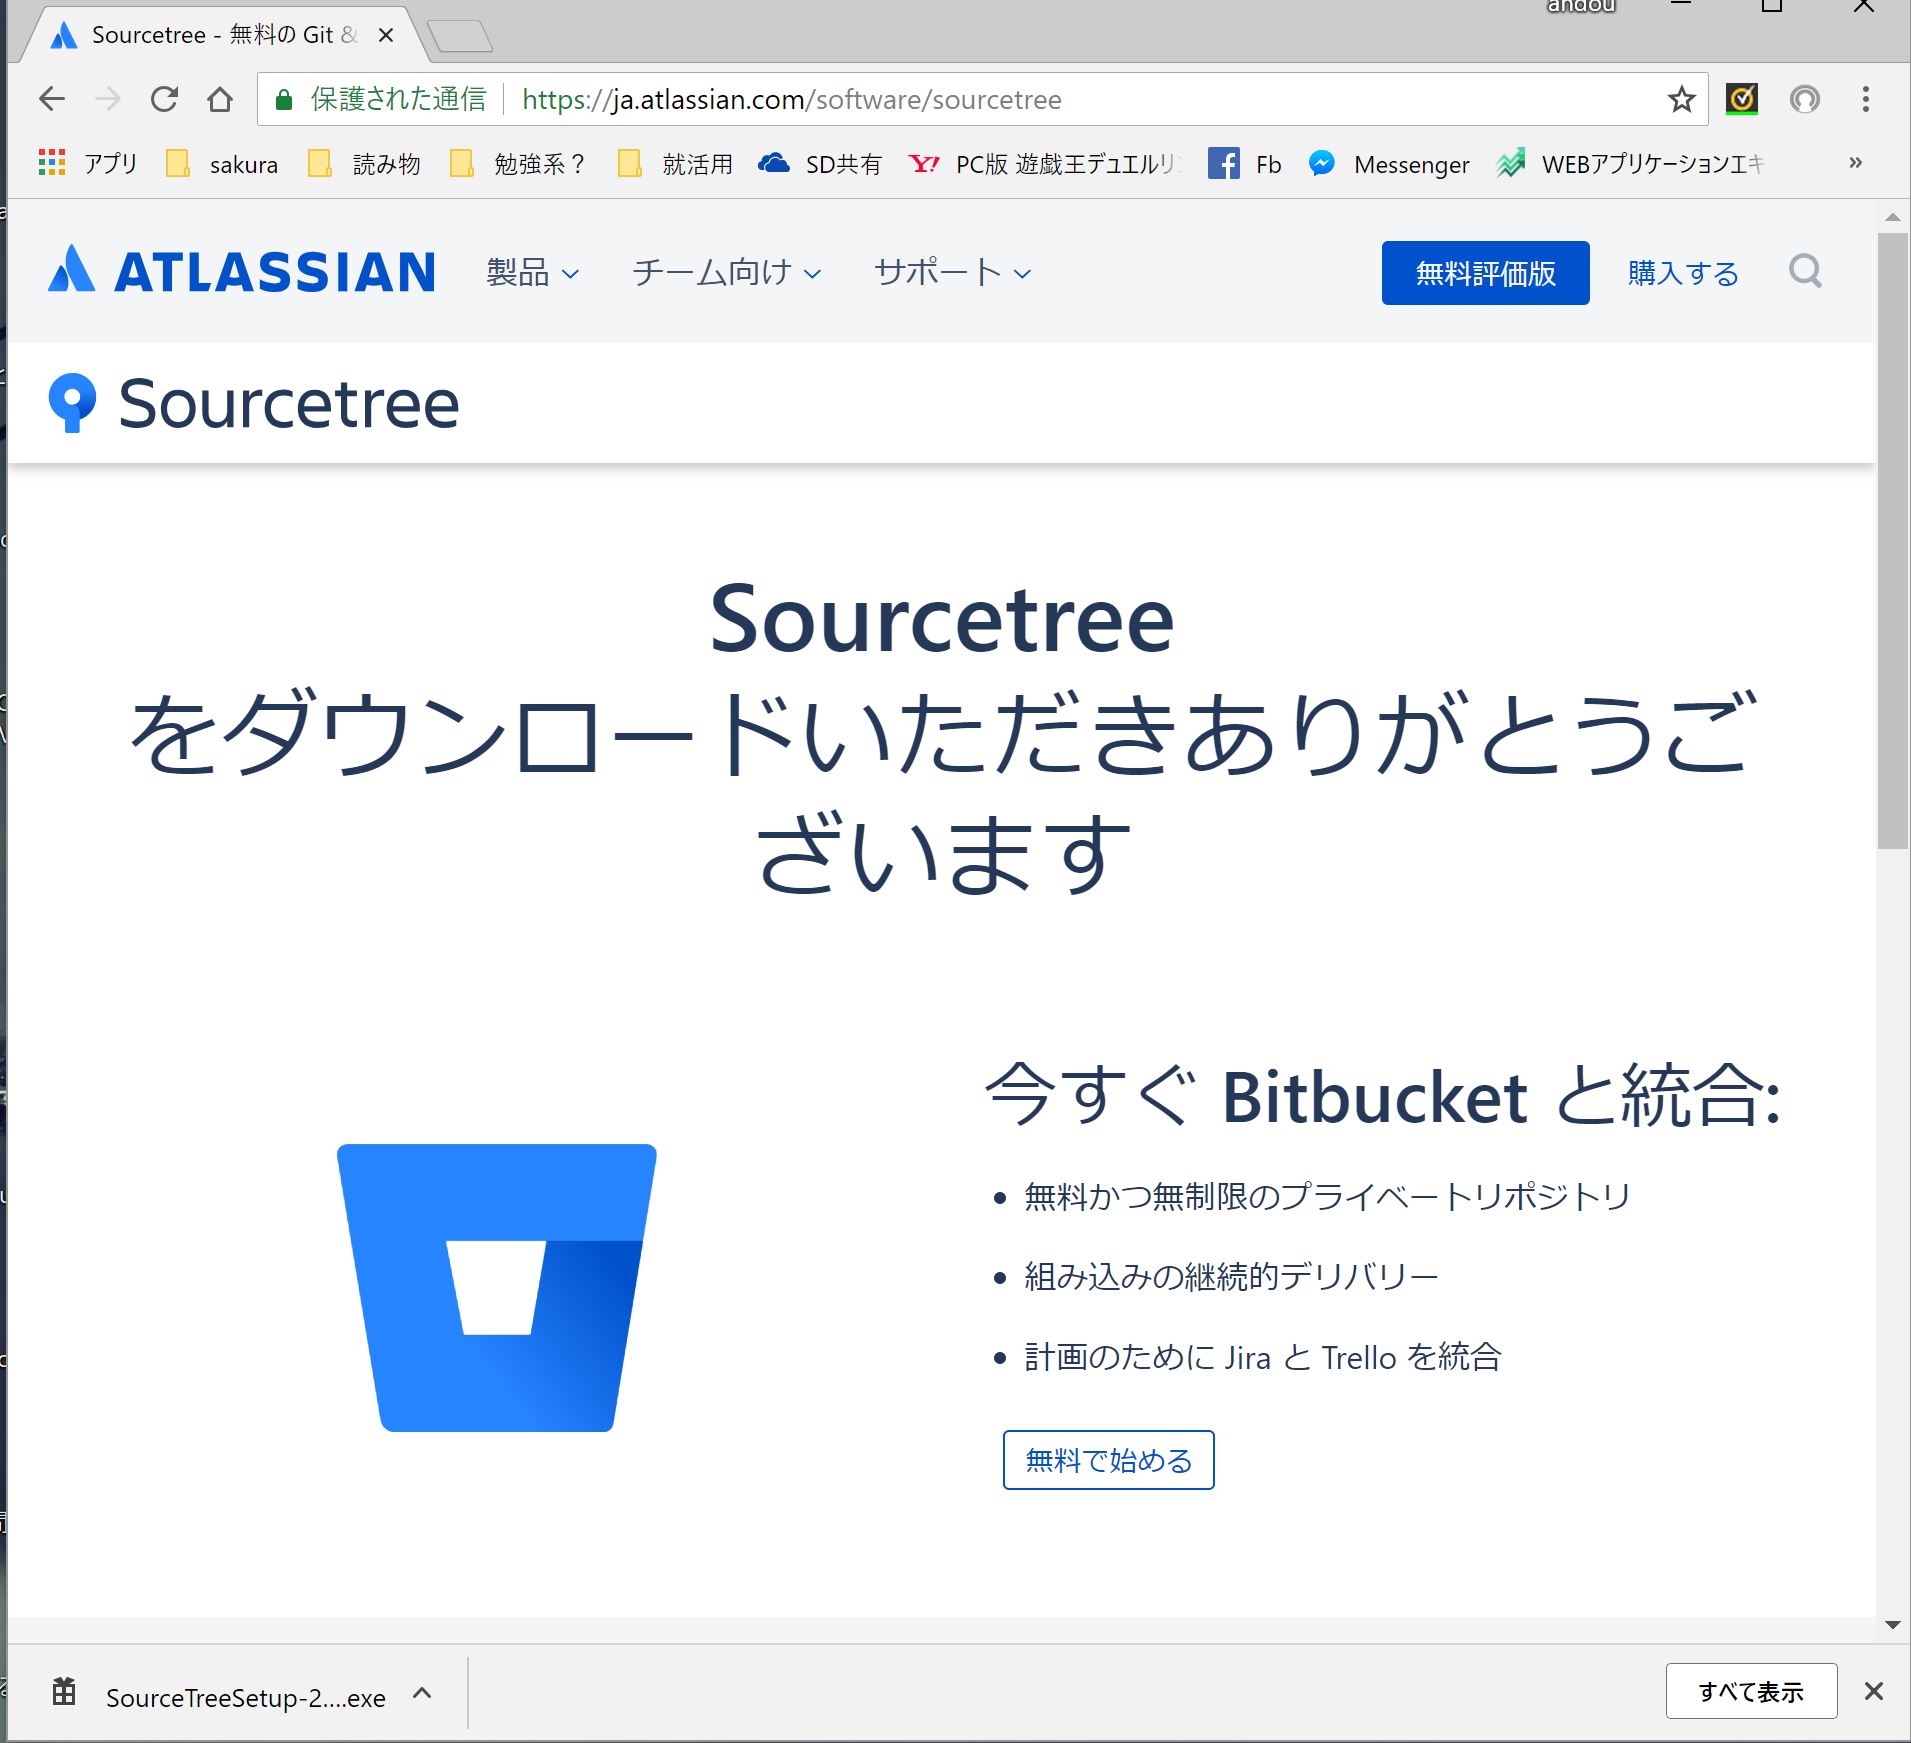 andou
Sourcetree - 無料の Git &
保護された通信 https://ja.atlassian.com/software/sourcetree
アプリ sakura 読み物 勉強系？ 就活用 SD共有 Y! PC版 遊戯王デュエルリン Fb Messenger WEBアプリケーションエキ »
ATLASSIAN 製品 チーム向け サポート 無料評価版 購入する
Sourcetree
Sourcetree
をダウンロードいただきありがとうご
ざいます
今すぐ Bitbucket と統合:
• 無料かつ無制限のプライベートリポジトリ
• 組み込みの継続的デリバリー
• 計画のために Jira と Trello を統合
無料で始める
SourceTreeSetup-2....exe すべて表示